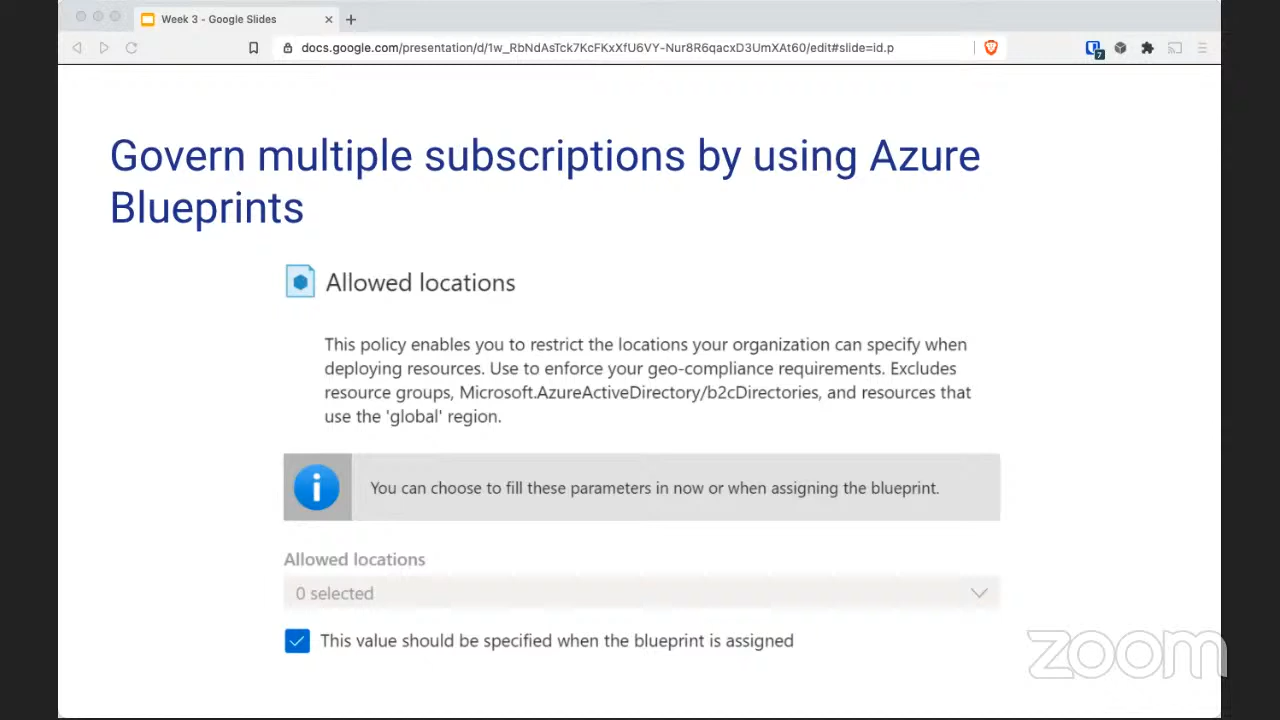 Week 3 - Google Slides
docs.google.com/presentation/d/1w_RbNdAsTck7KcFKxXfU6VY-Nur8R6qacxD3UmXAt60/edit#slide=id.p
7
Govern multiple subscriptions by using Azure
Blueprints
Allowed locations
This policy enables you to restrict the locations your organization can specify when
deploying resources. Use to enforce your geo-compliance requirements. Excludes
resource groups, Microsoft.AzureActiveDirectory/b2cDirectories, and resources that
use the 'global' region.
You can choose to fill these parameters in now or when assigning the blueprint.
Allowed locations
0 selected
This value should be specified when the blueprint is assigned
zoom